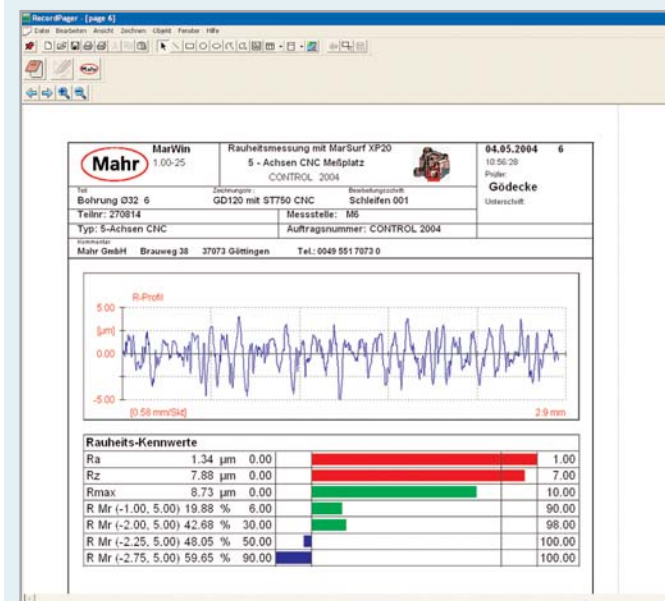 RecordPager - [page 6]
Datei Bearbeiten Ansicht Zeichnen Objekt Fenster Hilfe
Mahr
Mahr
MarWin
1.00-25
Rauheitsmessung mit MarSurf XP20
5 - Achsen CNC Meßplatz
CONTROL 2004
04.05.2004 6
10:56:28
Prüfer:
Gödecke
Unterschrift:
Teil
Bohrung Ø32 6
Zeichnungsnr.:
GD120 mit ST750 CNC
Bearbeitungsschritt:
Schleifen 001
Teilnr: 270814
Messstelle: M6
Typ: 5-Achsen CNC
Auftragsnummer: CONTROL 2004
Kommentar:
Mahr GmbH Brauweg 38 37073 Göttingen Tel.: 0049 551 7073 0
R-Profil
5.00
[µm]
0.00
-5.00
[0.58 mm/Skt]
2.9 mm
Rauheits-Kennwerte
Ra 1.34 µm 0.00 1.00
Rz 7.88 µm 0.00 7.00
Rmax 8.73 µm 0.00 10.00
R Mr (-1.00, 5.00) 19.88 % 6.00 90.00
R Mr (-2.00, 5.00) 42.68 % 30.00 98.00
R Mr (-2.25, 5.00) 48.05 % 50.00 100.00
R Mr (-2.75, 5.00) 59.65 % 90.00 100.00